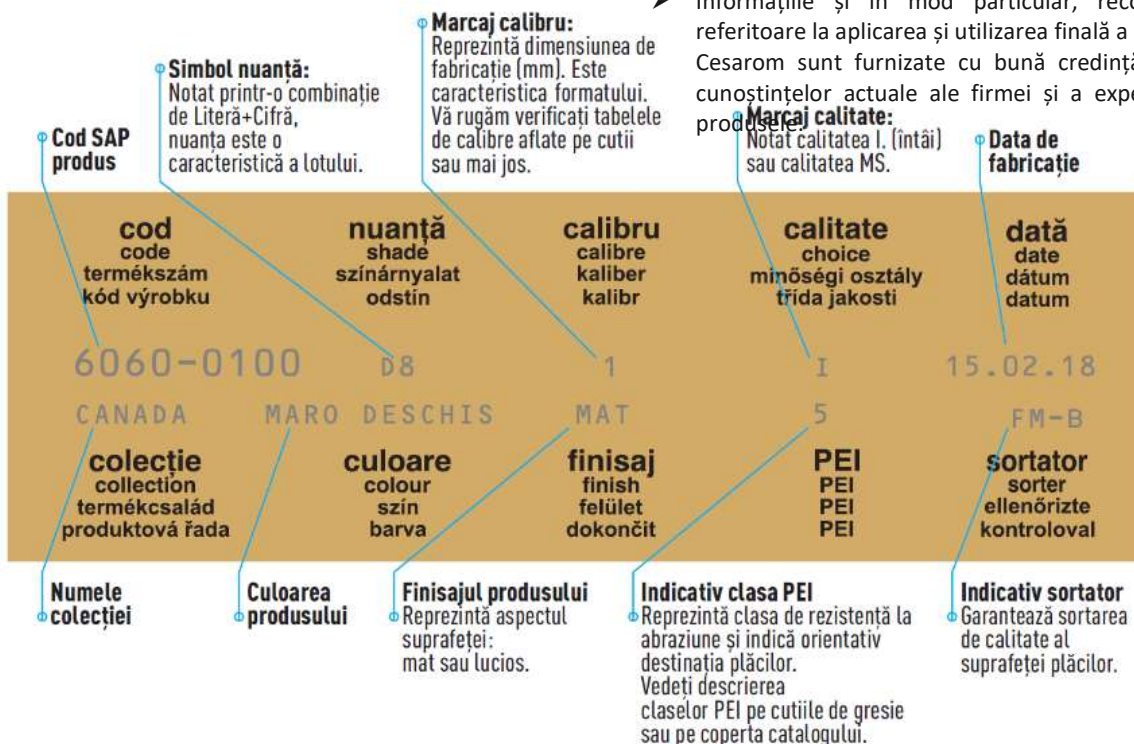 informațiile și în mod particular,
referitoare la aplicarea și utilizarea finală a
Cesarom sunt furnizate cu bună
cunoștințelor actuale ale firmei și a
produsele.
Marcaj calibru:
Reprezintă dimensiunea de
fabricație (mm). Este
caracteristica formatului.
Vă rugăm verificați tabelele
de calibre aflate pe cutii
sau mai jos.
Simbol nuanță:
Notat printr-o combinație
de Literă+Cifră,
nuanța este o
caracteristică a lotului.
Cod SAP
produs
Marcaj calitate:
Notat calitatea I. (întâi)
sau calitatea MS.
Data de
fabricație
cod
code
termékszám
kód výrobku
nuanță
shade
színárnyalat
odstín
calibru
calibre
kaliber
kalibr
calitate
choice
minőségi osztály
třída jakosti
dată
date
dátum
datum
6060-0100 D8 1 I 15.02.18
CANADA MARO DESCHIS MAT 5 FM-B
colecție
collection
termékcsalád
produktová řada
culoare
colour
szín
barva
finisaj
finish
felület
dokončit
PEI
PEI
PEI
PEI
sortator
sorter
ellenőrizte
kontroloval
Numele
colecției
Culoarea
produsului
Finisajul produsului
Reprezintă aspectul
suprafeței:
mat sau lucios.
Indicativ clasa PEI
Reprezintă clasa de rezistență la
abraziune și indică orientativ
destinația plăcilor.
Vedeți descrierea
claselor PEI pe cutiile de gresie
sau pe coperta catalogului.
Indicativ sortator
Garantează sortarea
de calitate al
suprafeței plăcilor.